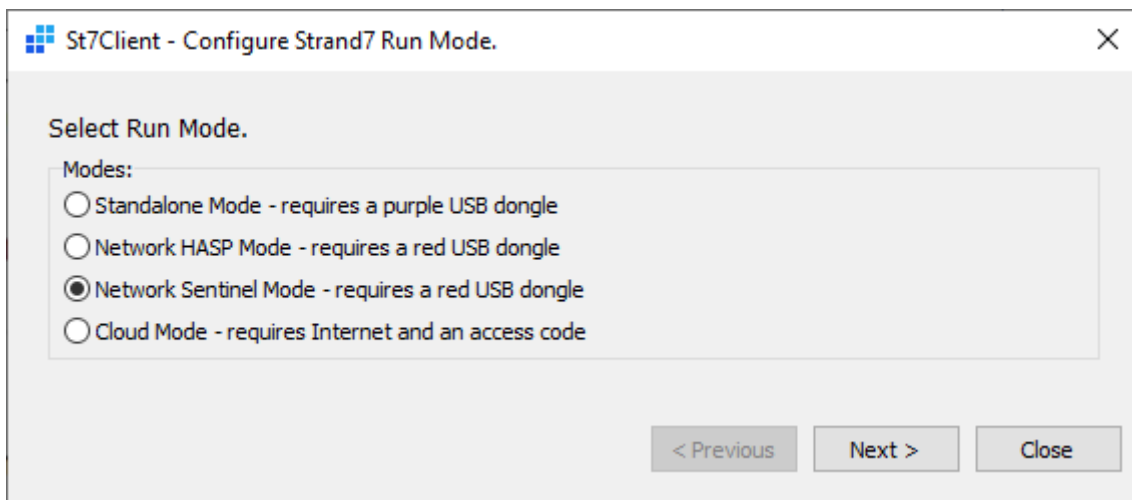 St7Client - Configure Strand7 Run Mode.
Select Run Mode.
Modes:
Standalone Mode - requires a purple USB dongle
Network HASP Mode - requires a red USB dongle
Network Sentinel Mode - requires a red USB dongle
Cloud Mode - requires Internet and an access code
< Previous Next > Close